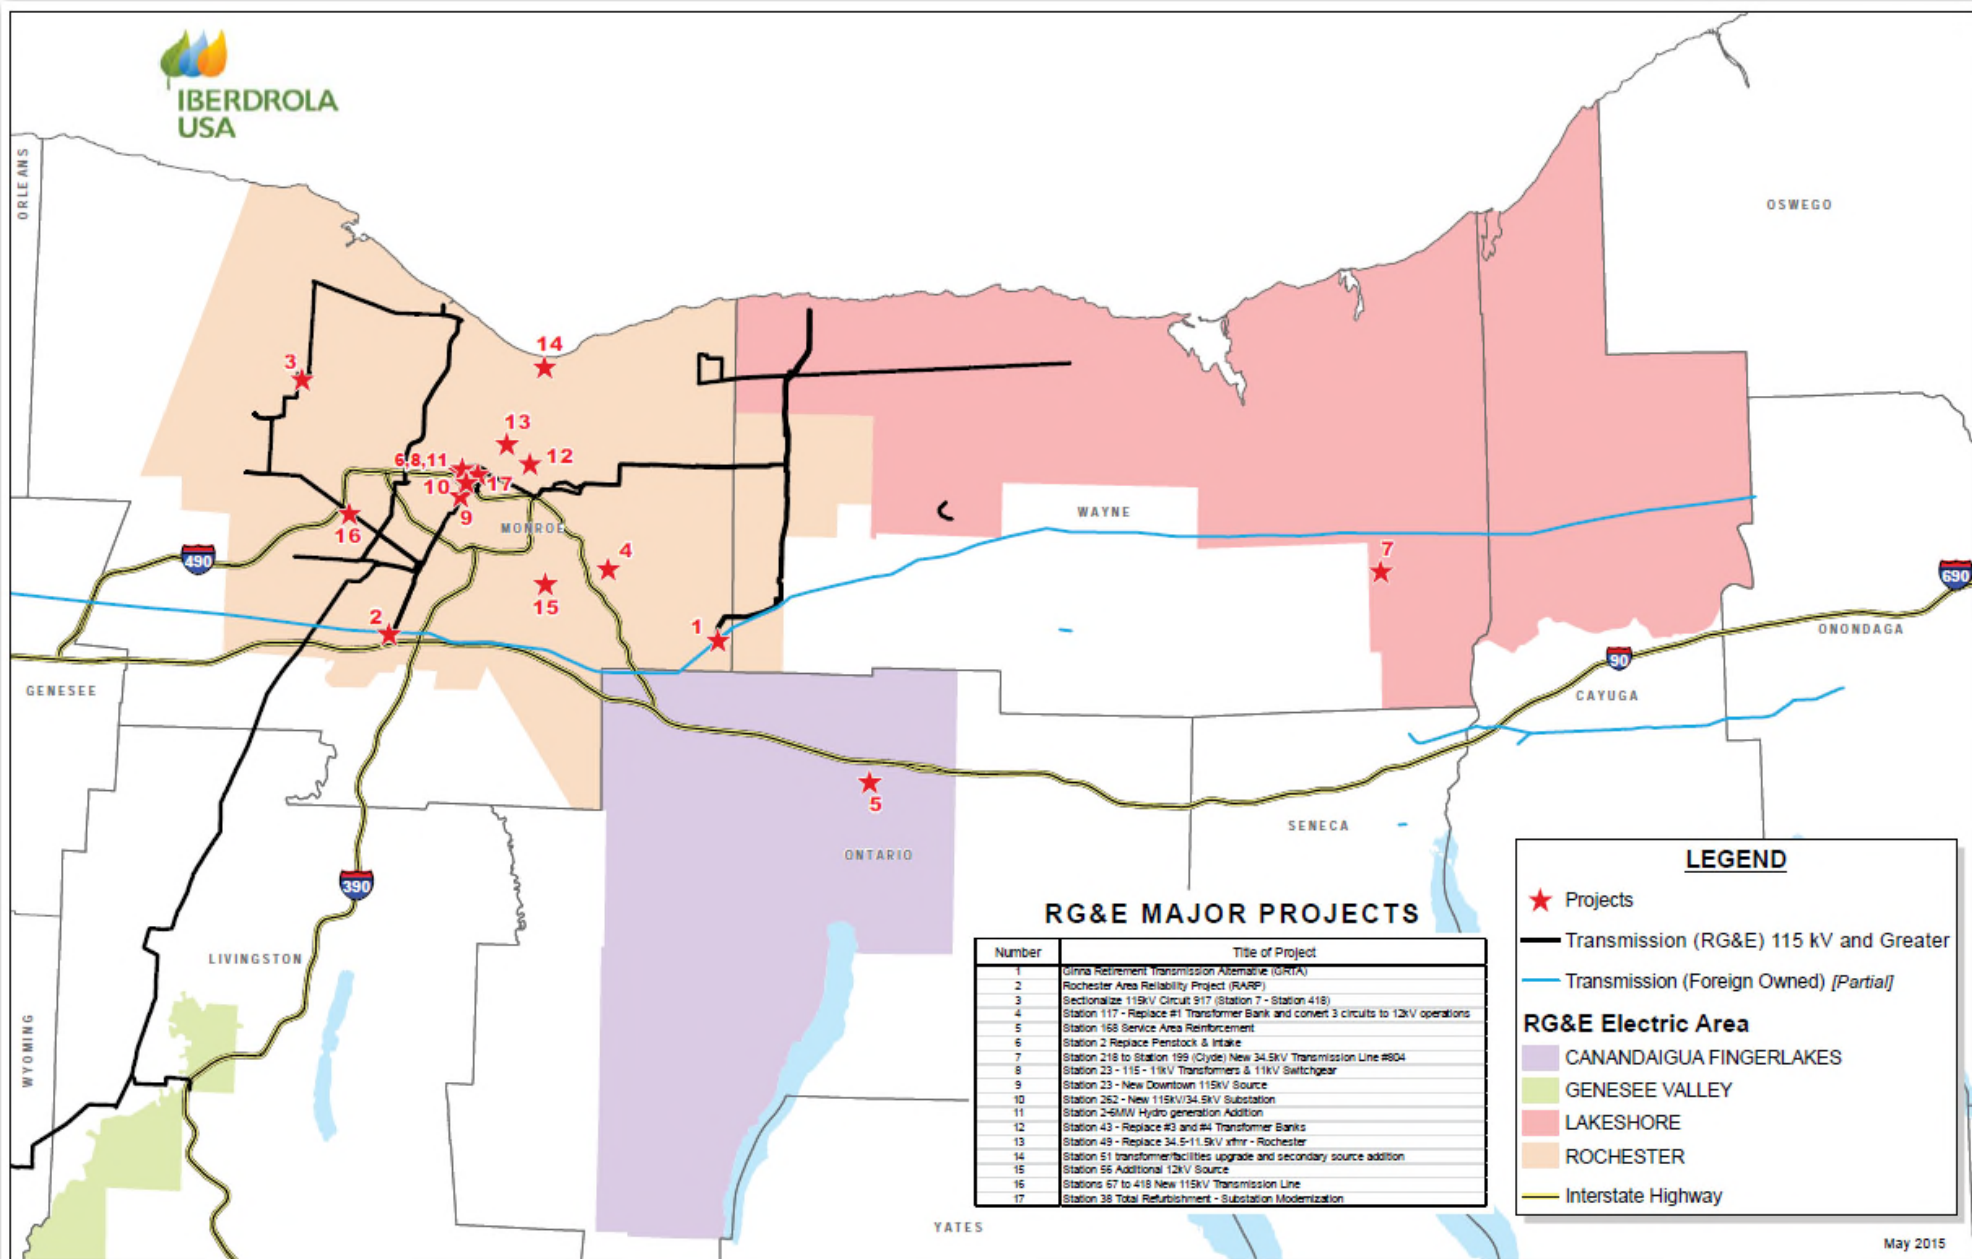 IBERDROLA
USA
ORLEANS
OSWEGO
14
3
13
12
6,8,11
17
10
9
MONROE
16
WAYNE
7
490
4
15
690
2
1
ONONDAGA
90
GENESEE
CAYUGA
5
SENECA
ONTARIO
390
LIVINGSTON
WYOMING
YATES
RG&E MAJOR PROJECTS
Number Title of Project
1 Ginna Retirement Transmission Alternative (GRTA)
2 Rochester Area Reliability Project (RARP)
3 Sectionalize 115kV Circuit 917 (Station 7 - Station 418)
4 Station 117 - Replace #1 Transformer Bank and convert 3 circuits to 12kV operations
5 Station 168 Service Area Reinforcement
6 Station 2 Replace Penstock & Intake
7 Station 218 to Station 199 (Clyde) New 34.5kV Transmission Line #804
8 Station 23 - 115 - 11kV Transformers & 11kV Switchgear
9 Station 23 - New Downtown 115kV Source
10 Station 262 - New 115kV/34.5kV Substation
11 Station 2-6MW Hydro generation Addition
12 Station 43 - Replace #3 and #4 Transformer Banks
13 Station 49 - Replace 34.5-11.5kV xfmr - Rochester
14 Station 51 transformer/facilities upgrade and secondary source addition
15 Station 56 Additional 12kV Source
16 Stations 67 to 418 New 115kV Transmission Line
17 Station 38 Total Refurbishment - Substation Modernization
LEGEND
Projects
Transmission (RG&E) 115 kV and Greater
Transmission (Foreign Owned) [Partial]
RG&E Electric Area
CANANDAIGUA FINGERLAKES
GENESEE VALLEY
LAKESHORE
ROCHESTER
Interstate Highway
May 2015